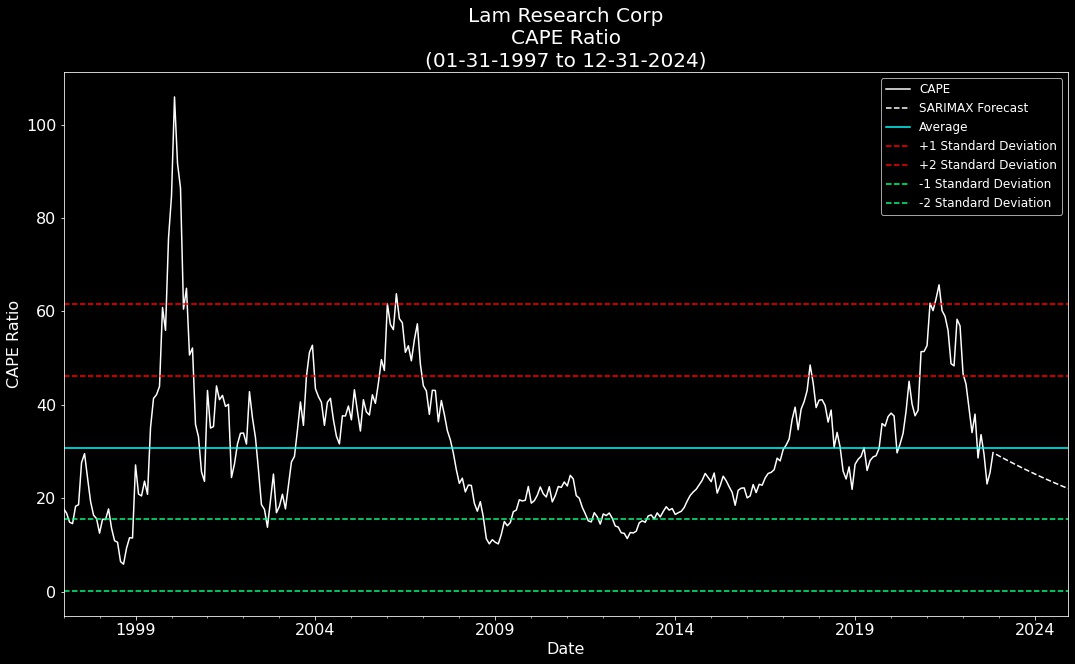 Lam Research Corp
CAPE Ratio
(01-31-1997 to 12-31-2024)
CAPE
SARIMAX Forecast
Average
+1 Standard Deviation
+2 Standard Deviation
-1 Standard Deviation
-2 Standard Deviation
CAPE Ratio
100
80
60
40
20
0
1999
2004
2009
2014
2019
2024
Date